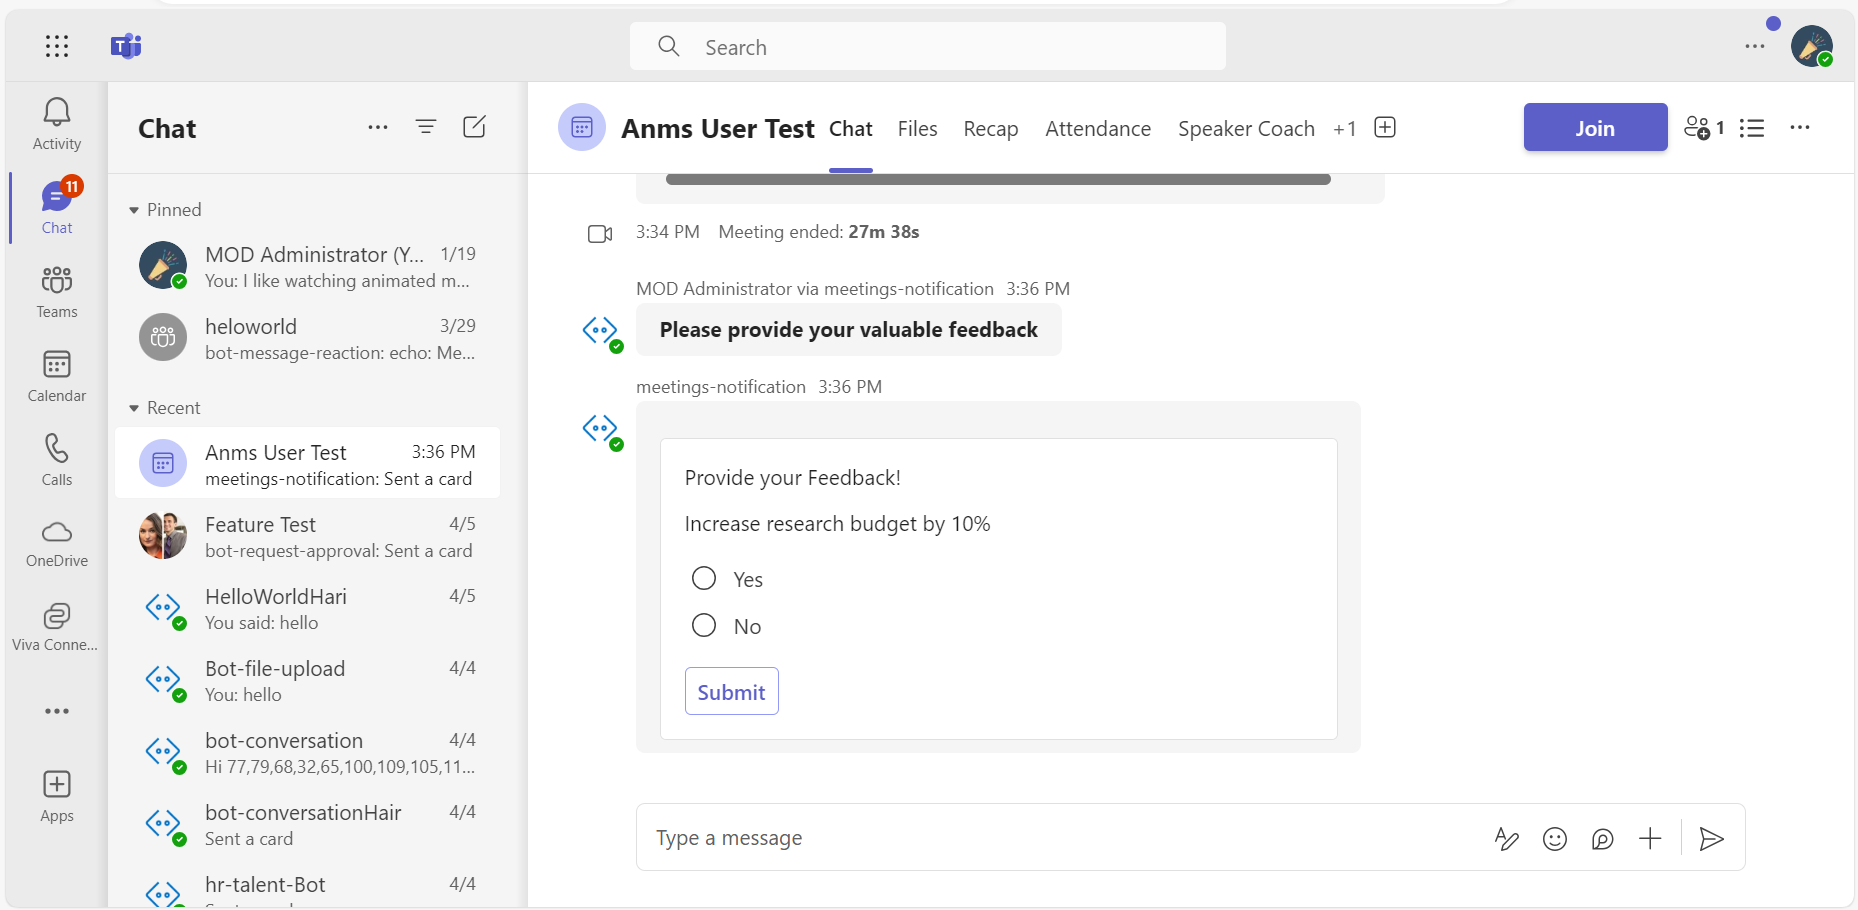 Search
Activity
11
Chat
Teams
Calendar
Calls
OneDrive
Viva Conne...
Apps
Chat
Pinned
MOD Administrator (Y... 1/19
You: I like watching animated m...
heloworld 3/29
bot-message-reaction: echo: Me...
Recent
Anms User Test 3:36 PM
meetings-notification: Sent a card
Feature Test 4/5
bot-request-approval: Sent a card
HelloWorldHari 4/5
You said: hello
Bot-file-upload 4/4
You: hello
bot-conversation 4/4
Hi 77,79,68,32,65,100,109,105,11...
bot-conversationHair 4/4
Sent a card
hr-talent-Bot 4/4
Anms User Test Chat Files Recap Attendance Speaker Coach +1 Join 1
3:34 PM Meeting ended: 27m 38s
MOD Administrator via meetings-notification 3:36 PM
Please provide your valuable feedback
meetings-notification 3:36 PM
Provide your Feedback!
Increase research budget by 10%
Yes
No
Submit
Type a message